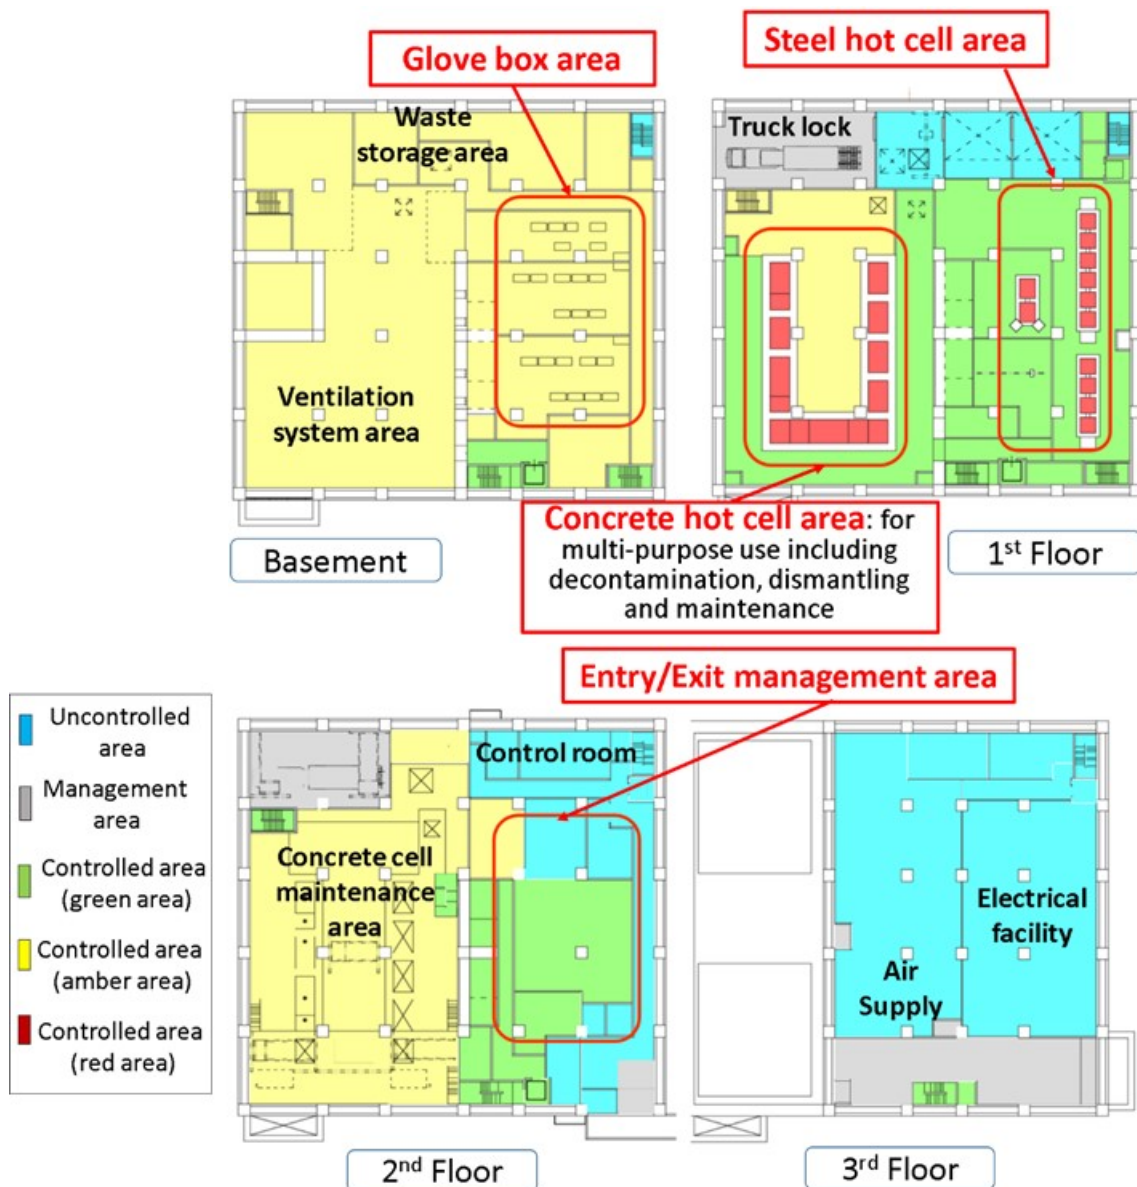 Glove box area
Steel hot cell area
Waste
storage area
Truck lock
Ventilation
system area
Concrete hot cell area: for
multi-purpose use including
decontamination, dismantling
and maintenance
Basement
1st Floor
Entry/Exit management area
Uncontrolled
area
Management
area
Controlled area
(green area)
Controlled area
(amber area)
Controlled area
(red area)
Control room
Concrete cell
maintenance
area
Electrical
facility
Air
Supply
2nd Floor
3rd Floor